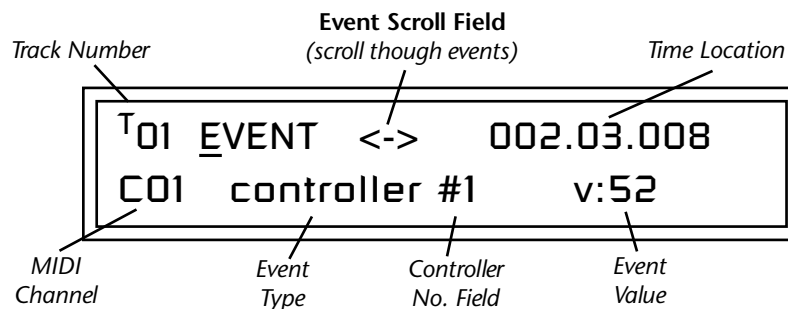 Event Scroll Field
Track Number (scroll though events) Time Location
T01 EVENT <-> 002.03.008
C01 controller #1 v:52
MIDI Event Controller Event
Channel Type No. Field Value